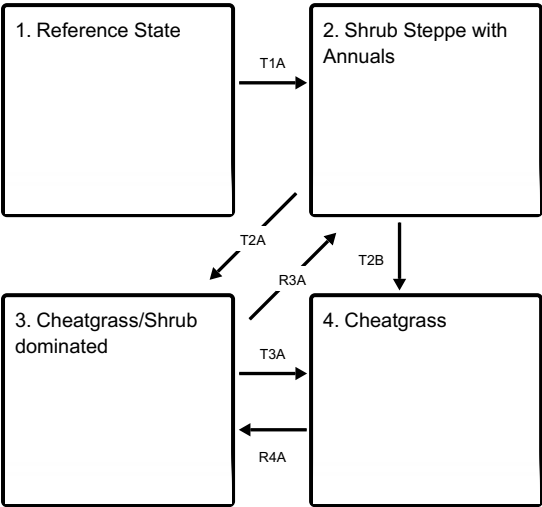 1. Reference State
T1A
2. Shrub Steppe with
Annuals
T2A
R3A
T2B
3. Cheatgrass/Shrub
dominated
T3A
R4A
4. Cheatgrass